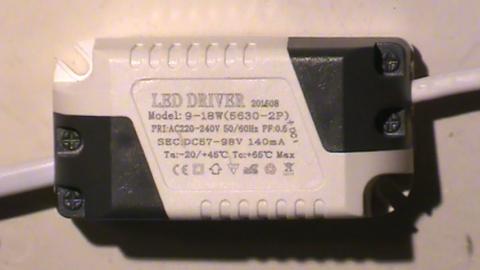 LED DRIVER 201508
Model: 9-18W(5630-2P)
PRI:AC220-240V 50/60Hz PF:0.5
SEC:DC57-98V 140mA
Ta:-20/+45℃ Tc:+65℃ Max